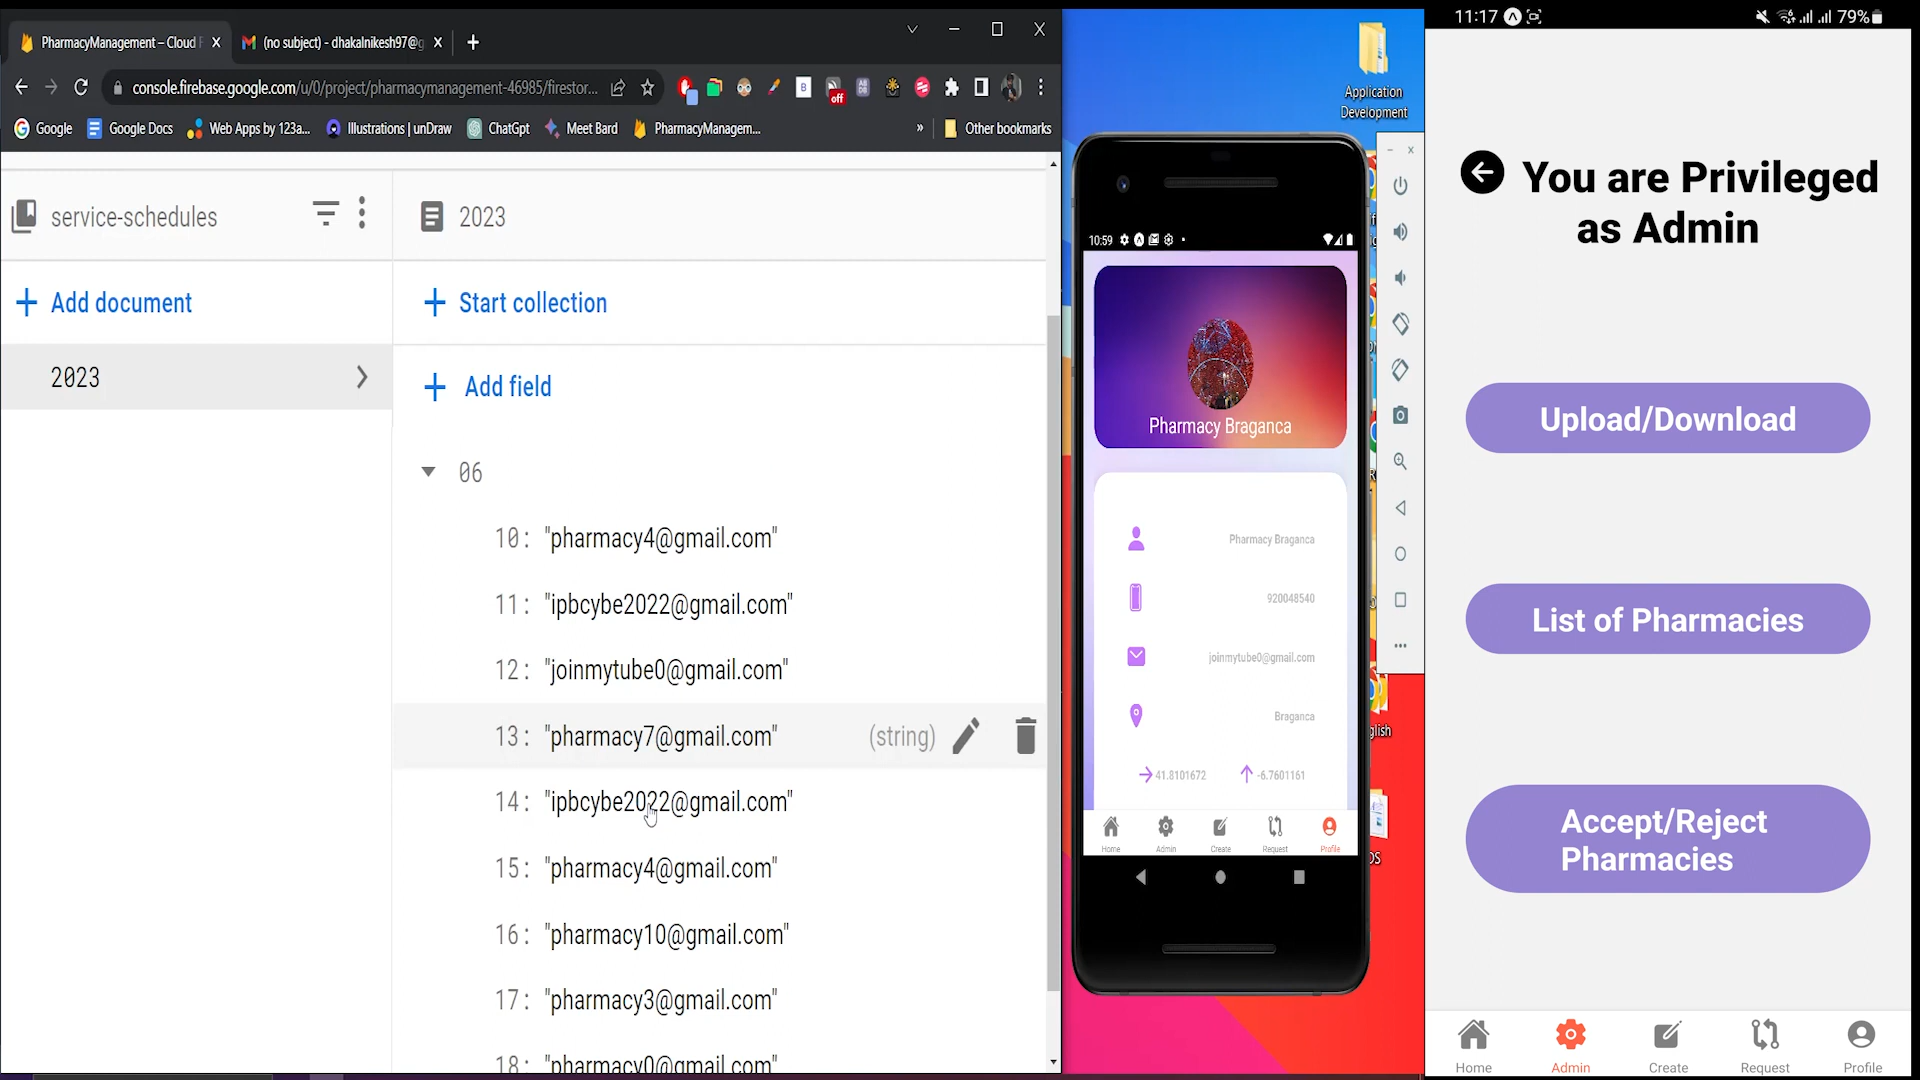 PharmacyManagement – Cloud F
(no subject) - dhakalnikesh97@g
console.firebase.google.com/u/0/project/pharmacymanagement-46985/firestor...
off
Google
Google Docs
Web Apps by 123a...
Illustrations | unDraw
ChatGpt
Meet Bard
PharmacyManagem...
»
Other bookmarks
service-schedules
2023
+ Add document
+ Start collection
2023
+ Add field
06
10: "pharmacy4@gmail.com"
11: "ipbcybe2022@gmail.com"
12: "joinmytube0@gmail.com"
13: "pharmacy7@gmail.com" (string)
14: "ipbcybe2022@gmail.com"
15: "pharmacy4@gmail.com"
16: "pharmacy10@gmail.com"
17: "pharmacy3@gmail.com"
18: "pharmacy0@gmail.com"
Application
Development
10:59
Pharmacy Braganca
Pharmacy Braganca
920048540
joinmytube0@gmail.com
Braganca
41.8101672
-6.7601161
Home
Admin
Create
Request
Profile
11:17
79%
You are Privileged
as Admin
Upload/Download
List of Pharmacies
Accept/Reject
Pharmacies
Home
Admin
Create
Request
Profile